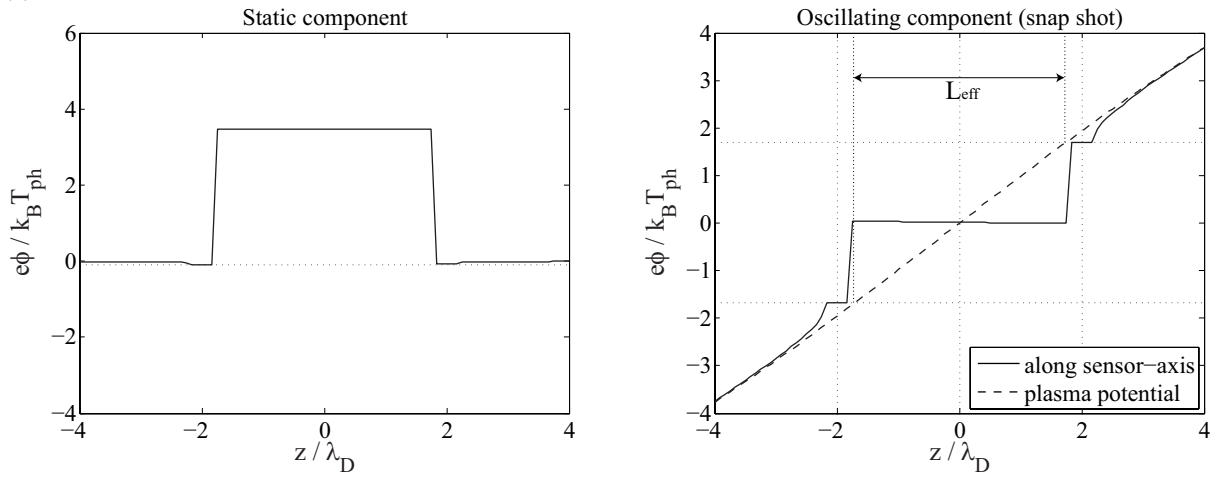 Static component
6
4
2
0
−2
−4
−4
−2
0
2
4
eϕ / k_B T_ph
z / λ_D
Oscillating component (snap shot)
4
3
2
1
0
−1
−2
−3
−4
−4
−2
0
2
4
eϕ / k_B T_ph
z / λ_D
L_eff
along sensor−axis
plasma potential